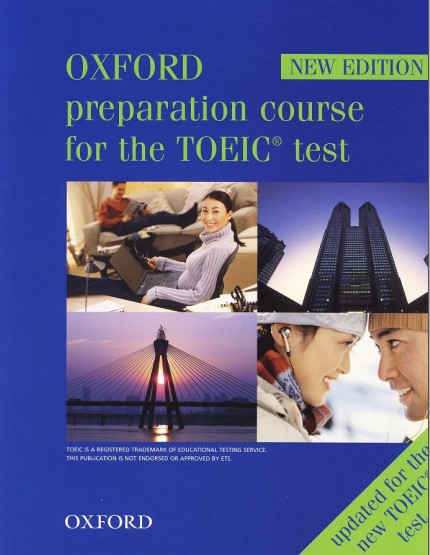 OXFORD
NEW EDITION
preparation course
for the TOEIC® test
TOEIC IS A REGISTERED TRADEMARK OF EDUCATIONAL TESTING SERVICE.
THIS PUBLICATION IS NOT ENDORSED OR APPROVED BY ETS.
OXFORD
updated for the
new TOEIC®
test